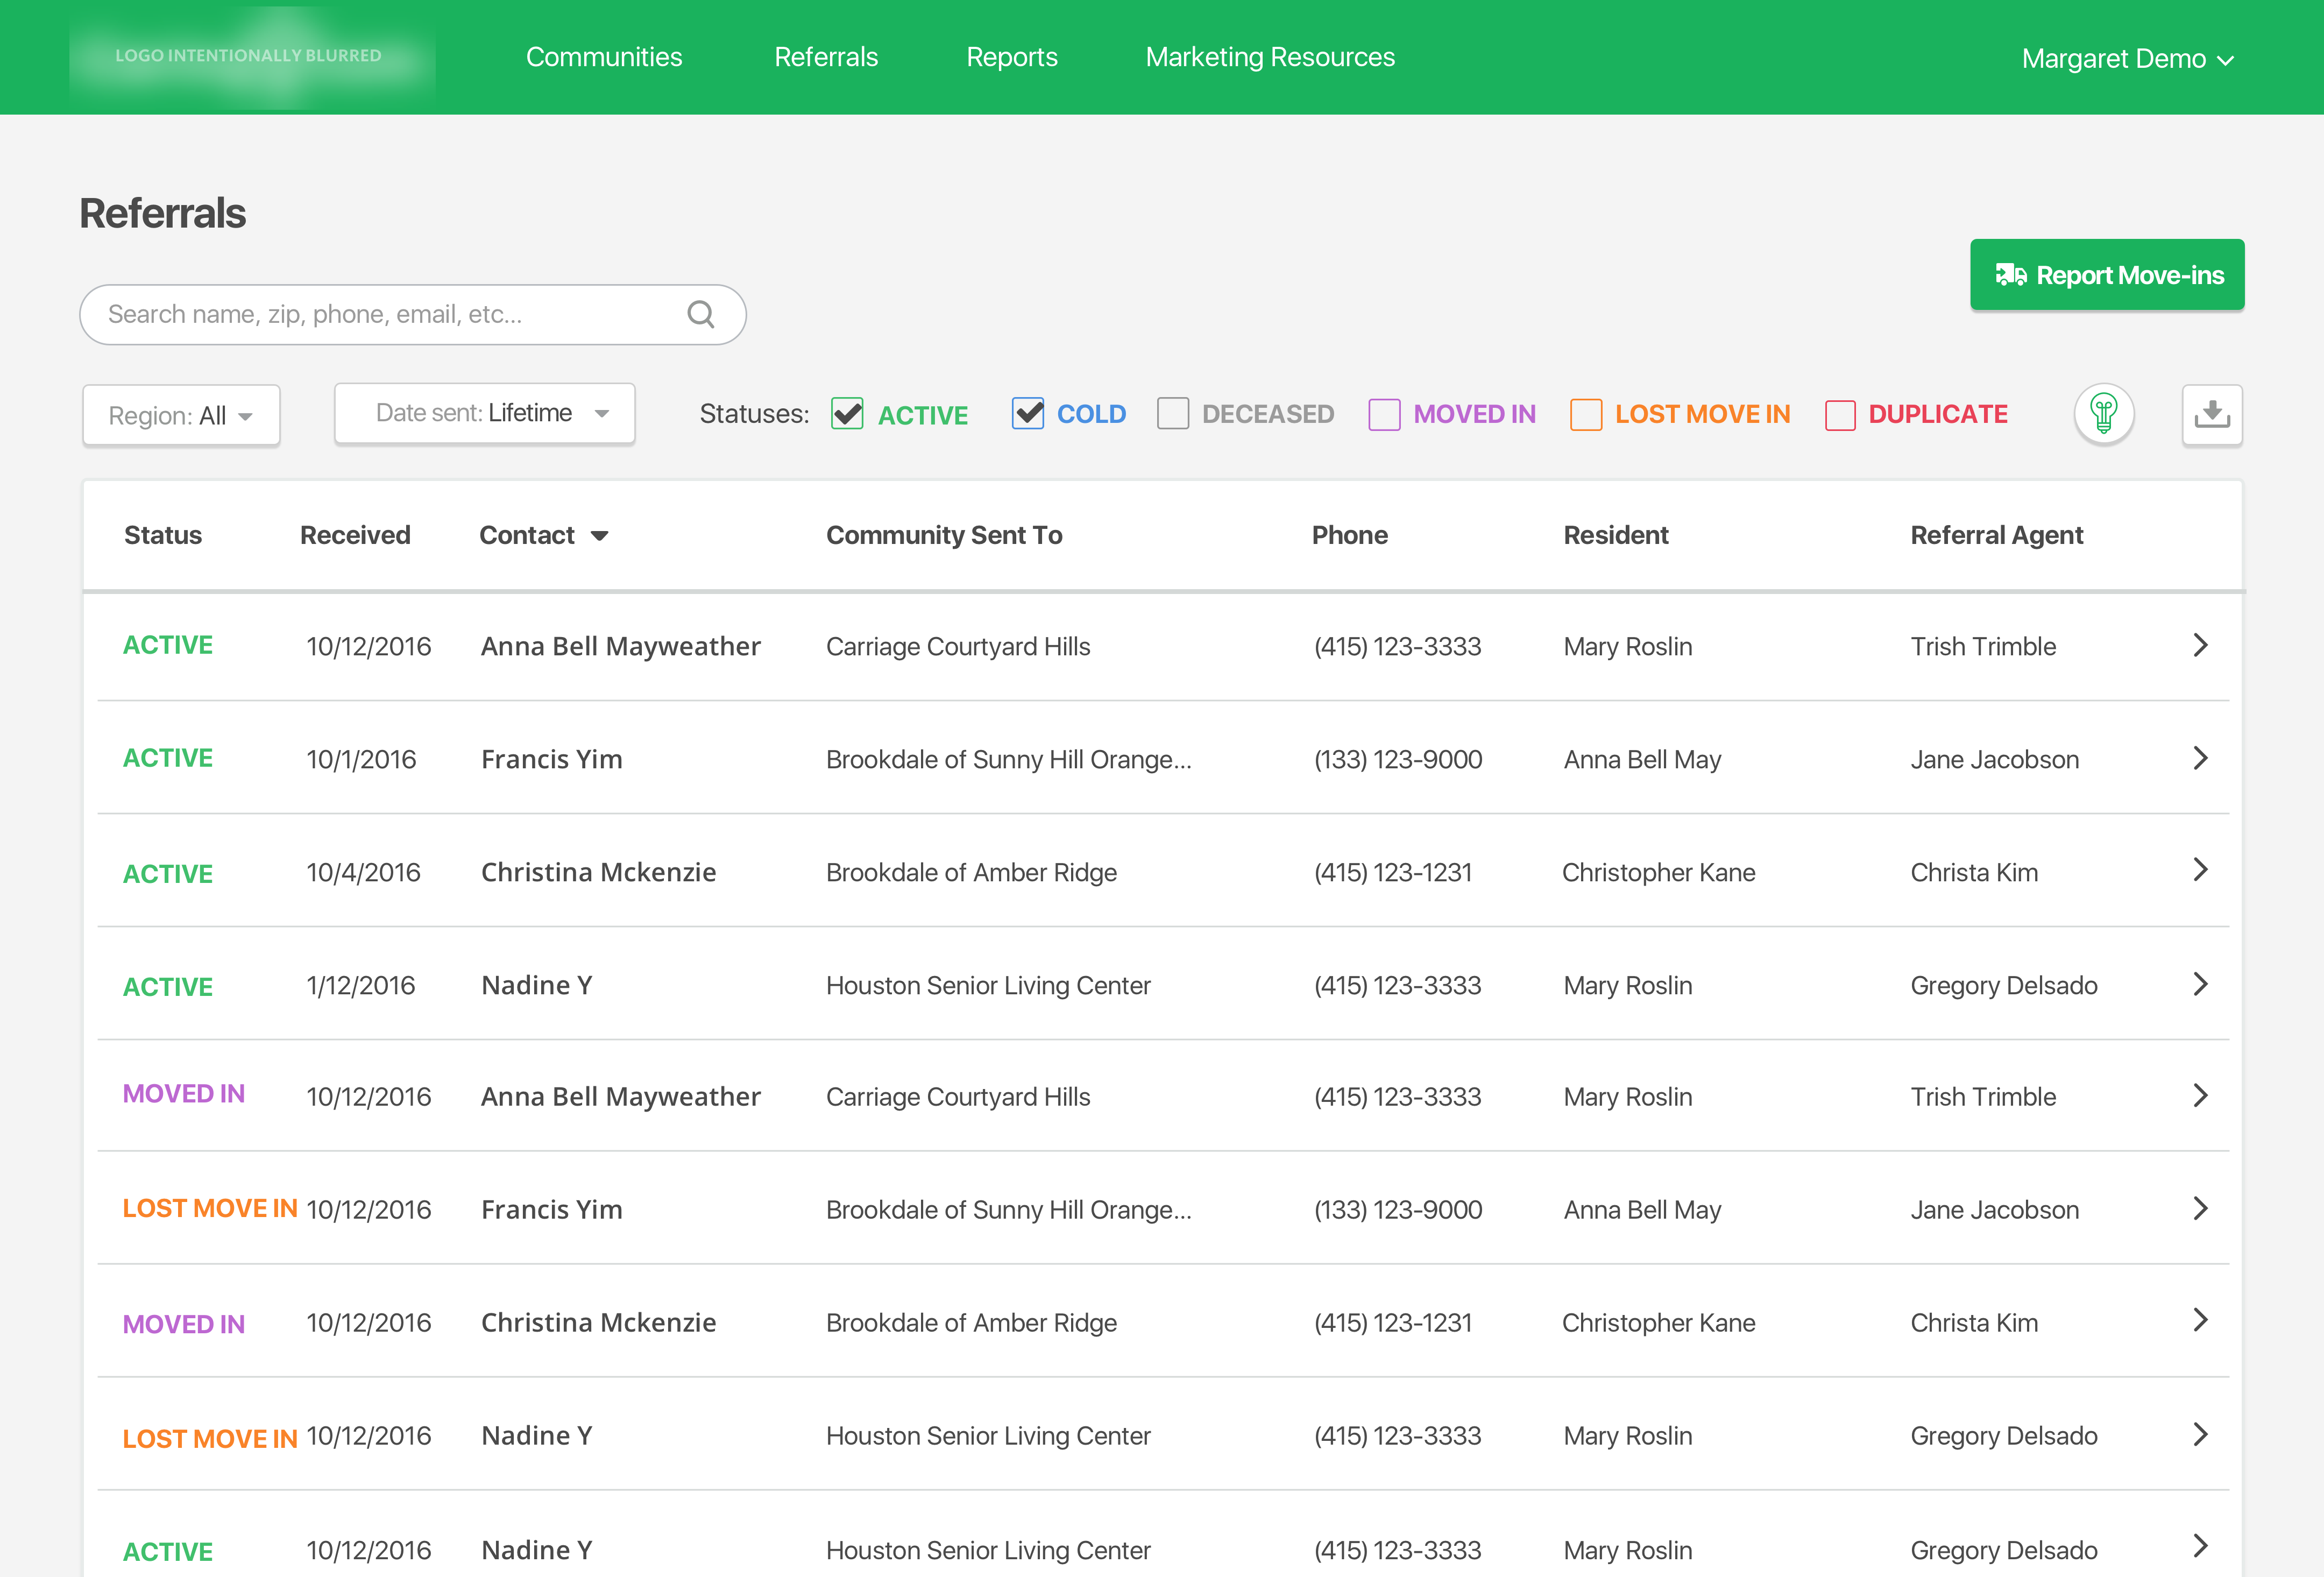 LOGO INTENTIONALLY BLURRED Communities Referrals Reports Marketing Resources Margaret Demo
Referrals
Report Move-ins
Search name, zip, phone, email, etc...
Region: All Date sent: Lifetime Statuses: ACTIVE COLD DECEASED MOVED IN LOST MOVE IN DUPLICATE
Status Received Contact Community Sent To Phone Resident Referral Agent
ACTIVE 10/12/2016 Anna Bell Mayweather Carriage Courtyard Hills (415) 123-3333 Mary Roslin Trish Trimble
ACTIVE 10/1/2016 Francis Yim Brookdale of Sunny Hill Orange... (133) 123-9000 Anna Bell May Jane Jacobson
ACTIVE 10/4/2016 Christina Mckenzie Brookdale of Amber Ridge (415) 123-1231 Christopher Kane Christa Kim
ACTIVE 1/12/2016 Nadine Y Houston Senior Living Center (415) 123-3333 Mary Roslin Gregory Delsado
MOVED IN 10/12/2016 Anna Bell Mayweather Carriage Courtyard Hills (415) 123-3333 Mary Roslin Trish Trimble
LOST MOVE IN 10/12/2016 Francis Yim Brookdale of Sunny Hill Orange... (133) 123-9000 Anna Bell May Jane Jacobson
MOVED IN 10/12/2016 Christina Mckenzie Brookdale of Amber Ridge (415) 123-1231 Christopher Kane Christa Kim
LOST MOVE IN 10/12/2016 Nadine Y Houston Senior Living Center (415) 123-3333 Mary Roslin Gregory Delsado
ACTIVE 10/12/2016 Nadine Y Houston Senior Living Center (415) 123-3333 Mary Roslin Gregory Delsado